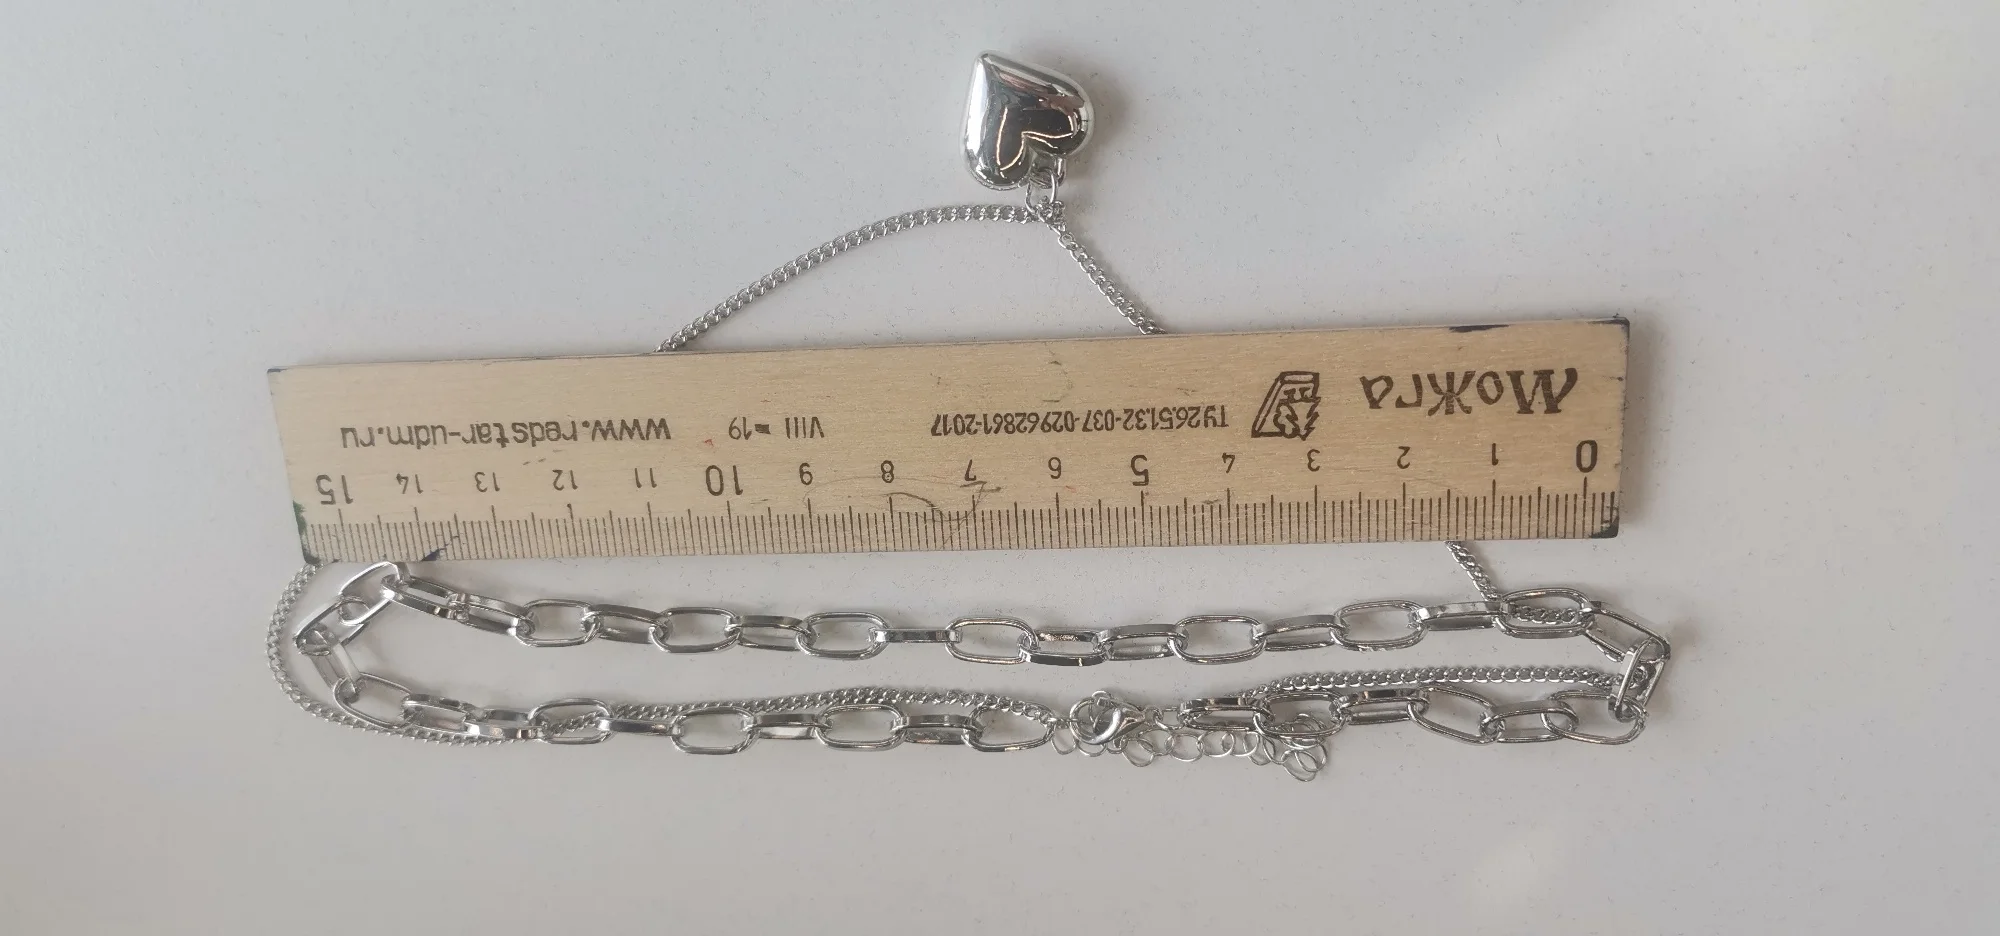 Можга
ТУ26.51.32-037-02962861-2017
VIII = 19
www.redstar-udm.ru
0 1 2 3 4 5 6 7 8 9 10 11 12 13 14 15